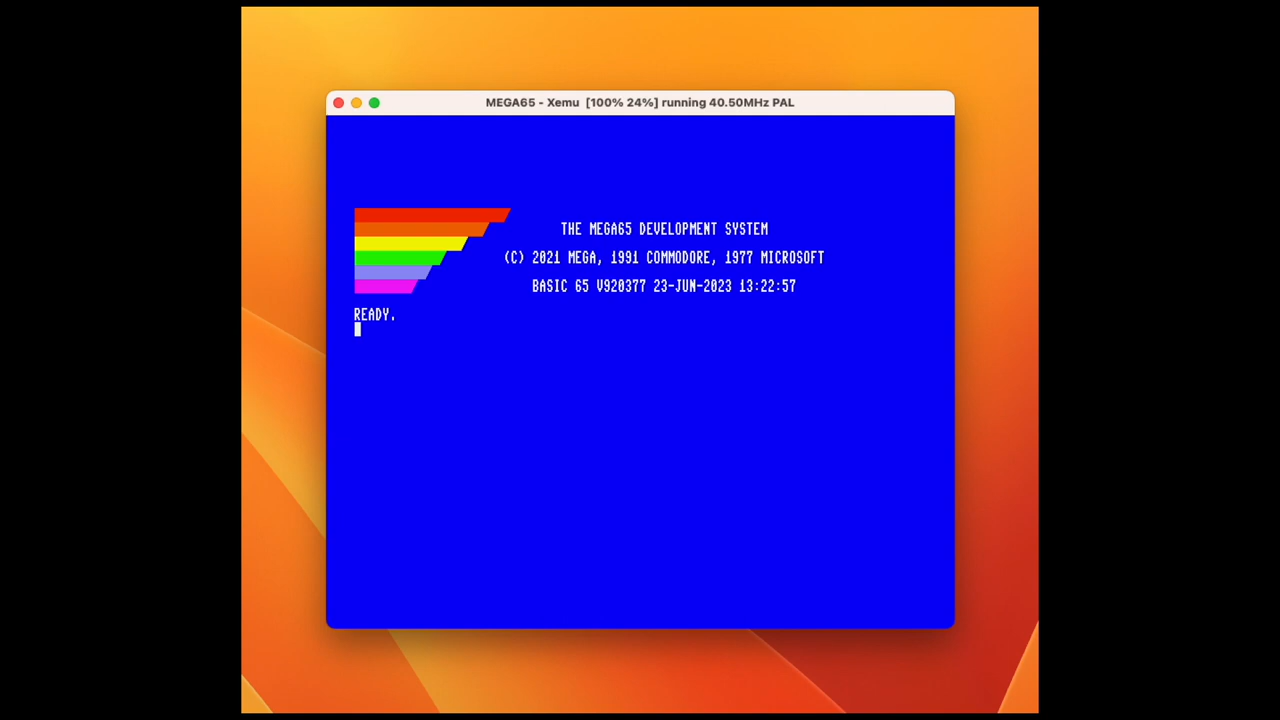 MEGA65 - Xemu [100% 24%] running 40.50MHz PAL
THE MEGA65 DEVELOPMENT SYSTEM
(C) 2021 MEGA, 1991 COMMODORE, 1977 MICROSOFT
BASIC 65 V920377 23-JUN-2023 13:22:57
READY.